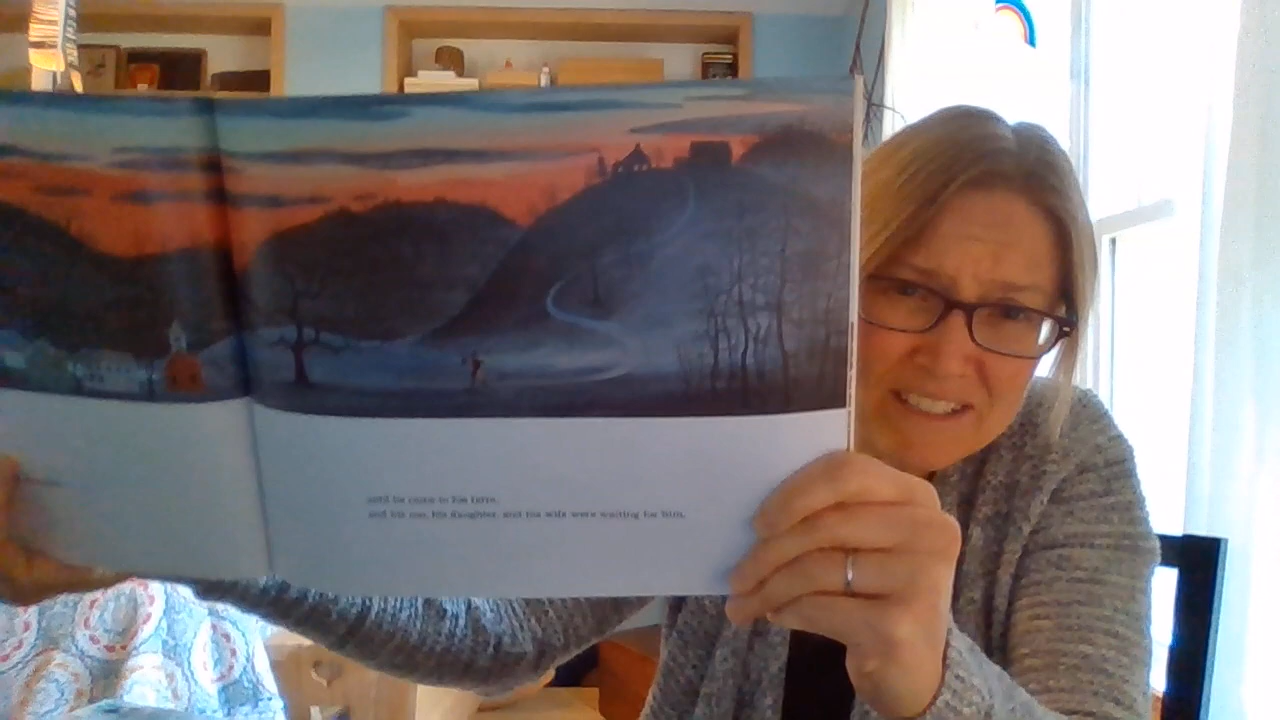 until he came to his farm,
and his son, his daughter, and his wife were waiting for him.